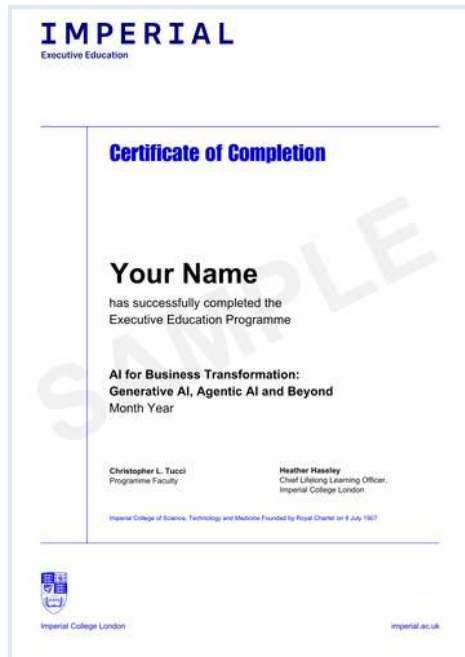 IMPERIAL
Executive Education
Certificate of Completion
SAMPLE
Your Name
has successfully completed the
Executive Education Programme
AI for Business Transformation:
Generative AI, Agentic AI and Beyond
Month Year
Christopher L. Tucci
Programme Faculty
Heather Haseley
Chief Lifelong Learning Officer,
Imperial College London
Imperial College of Science, Technology and Medicine Founded by Royal Charter on 8 July 1907
Imperial College London
imperial.ac.uk